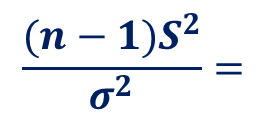 (n − 1)S²
σ²
=